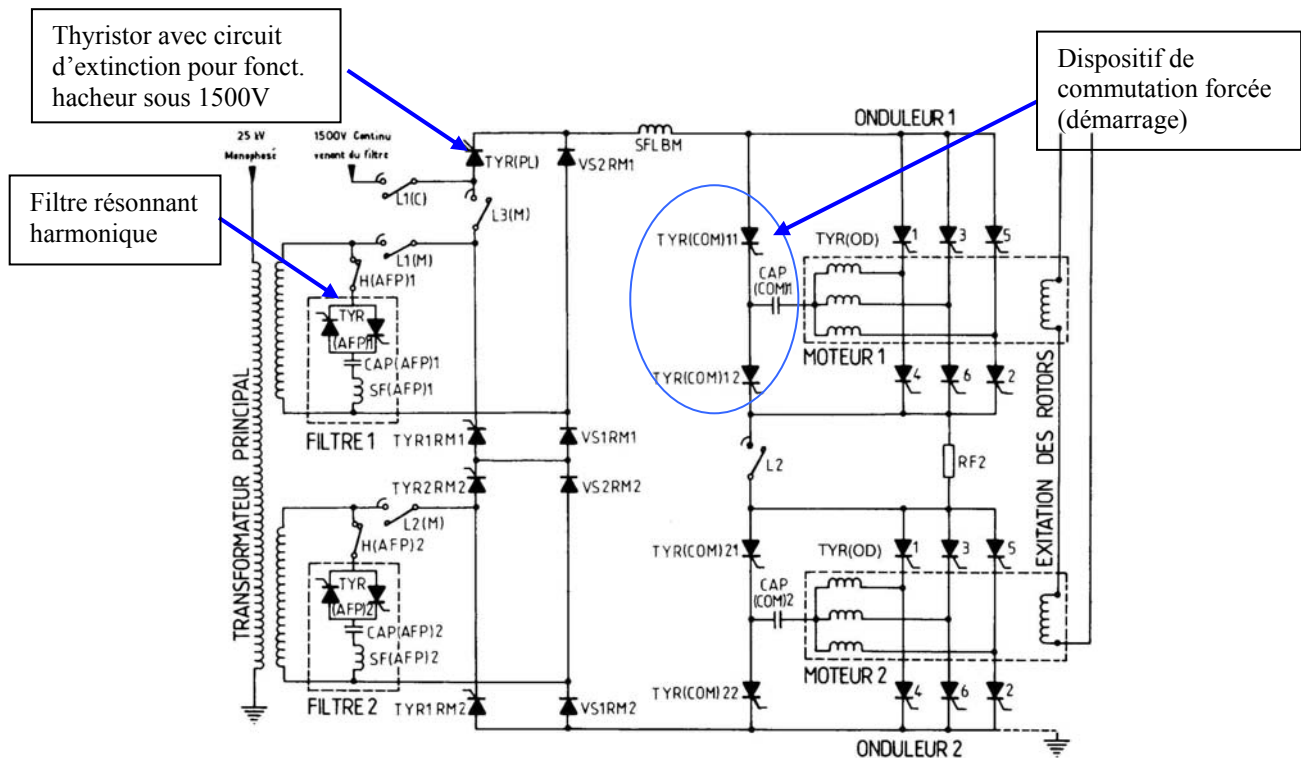 Thyristor avec circuit
d'extinction pour fonct.
hacheur sous 1500V
Dispositif de
commutation forcée
(démarrage)
Filtre résonnant
harmonique
25 kV
Monophasé
1500V Continu
venant du filtre
TYR(PL)
VS2RM1
SFLBM
ONDULEUR 1
L1(C)
L3(M)
L1(M)
H(AFP)1
TYR
(AFP)1
CAP(AFP)1
SF(AFP)1
FILTRE 1
TYR1RM1
VS1RM1
TYR(COM)11
CAP
(COM)1
TYR(COM)12
TYR(OD)
1
3
5
MOTEUR 1
4
6
2
L2
RF2
TRANSFORMATEUR PRINCIPAL
EXITATION DES ROTORS
TYR2RM2
VS2RM2
L2(M)
H(AFP)2
TYR
(AFP)2
CAP(AFP)2
SF(AFP)2
FILTRE 2
TYR1RM2
VS1RM2
TYR(COM)21
CAP
(COM)2
TYR(COM)22
TYR(OD)
1
3
5
MOTEUR 2
4
6
2
ONDULEUR 2